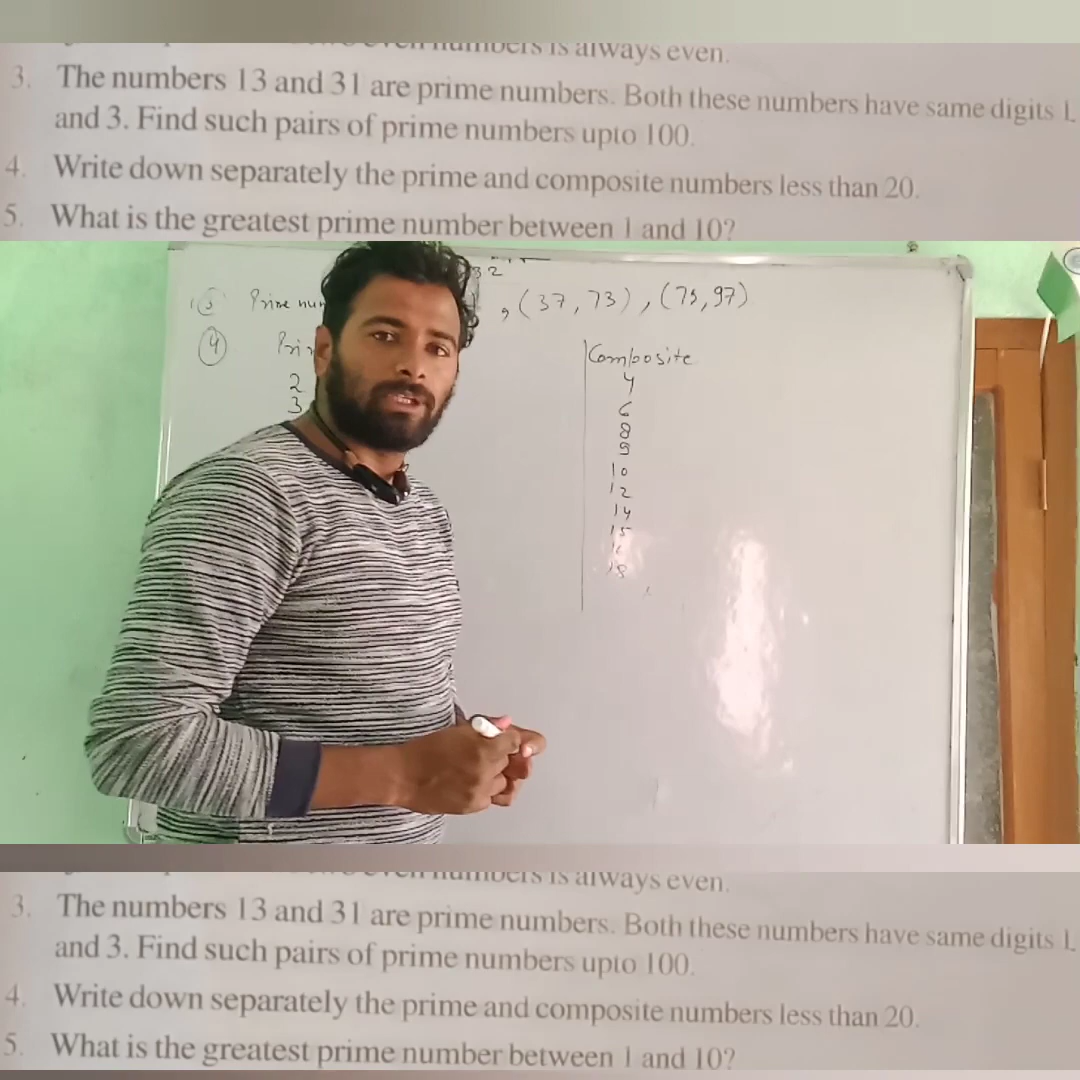 even numbers is always even.
3. The numbers 13 and 31 are prime numbers. Both these numbers have same digits 1
and 3. Find such pairs of prime numbers upto 100.
4. Write down separately the prime and composite numbers less than 20.
5. What is the greatest prime number between 1 and 10?
32
Prime num , (37, 73), (79, 97)
(4) Pri Composite
2 4
3 6
8
9
10
12
14
15
18
even numbers is always even.
3. The numbers 13 and 31 are prime numbers. Both these numbers have same digits 1
and 3. Find such pairs of prime numbers upto 100.
4. Write down separately the prime and composite numbers less than 20.
5. What is the greatest prime number between 1 and 10?